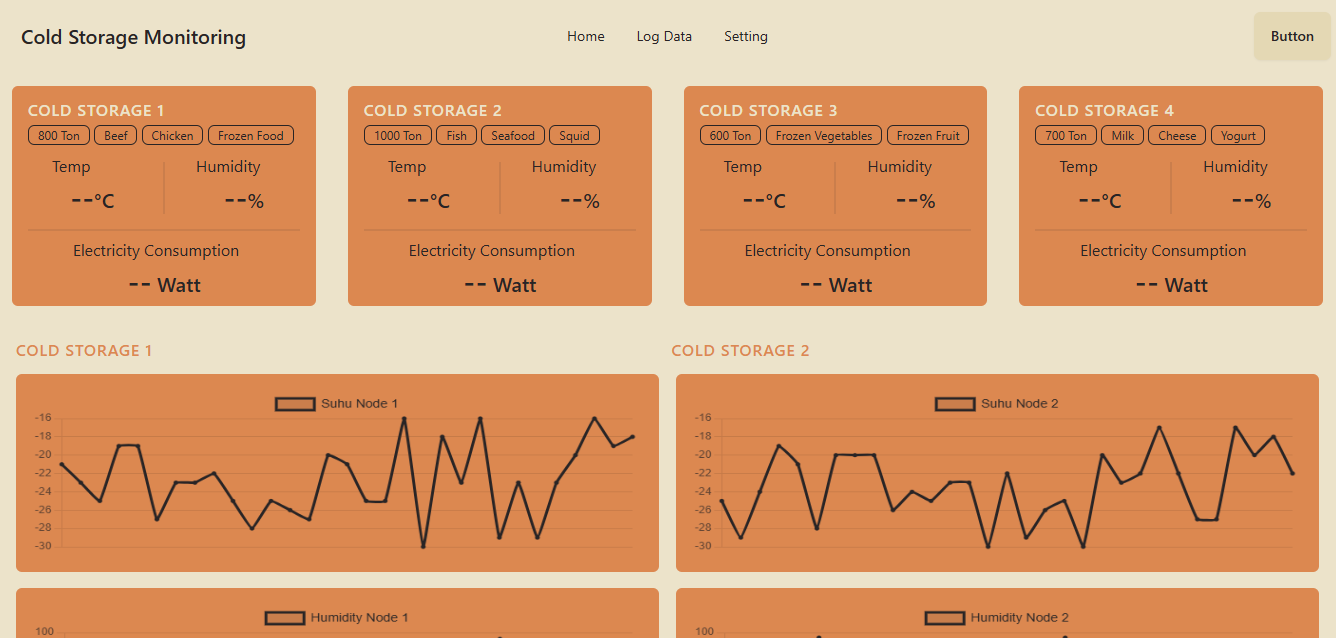 Cold Storage Monitoring Home Log Data Setting Button
COLD STORAGE 1
800 Ton Beef Chicken Frozen Food
Temp Humidity
--°C --%
Electricity Consumption
-- Watt
COLD STORAGE 2
1000 Ton Fish Seafood Squid
Temp Humidity
--°C --%
Electricity Consumption
-- Watt
COLD STORAGE 3
600 Ton Frozen Vegetables Frozen Fruit
Temp Humidity
--°C --%
Electricity Consumption
-- Watt
COLD STORAGE 4
700 Ton Milk Cheese Yogurt
Temp Humidity
--°C --%
Electricity Consumption
-- Watt
COLD STORAGE 1
Suhu Node 1
-16
-18
-20
-22
-24
-26
-28
-30
Humidity Node 1
100
COLD STORAGE 2
Suhu Node 2
-16
-18
-20
-22
-24
-26
-28
-30
Humidity Node 2
100